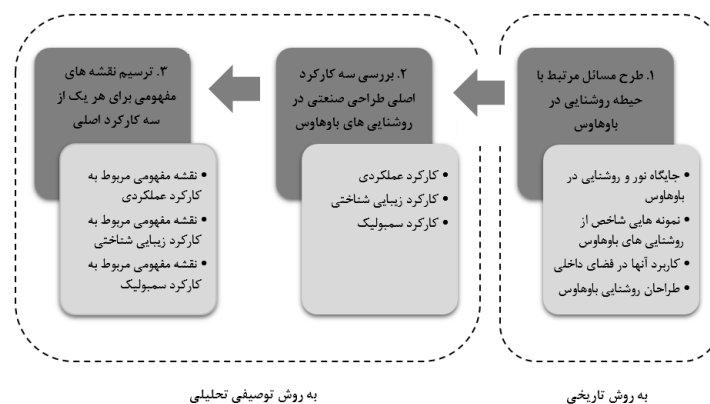 ۱. طرح مسائل مرتبط با
حیطه روشنایی در
باوهاوس
• جایگاه نور و روشنایی در
باوهاوس
• نمونه هایی شاخص از
روشنایی های باوهاوس
• کاربرد آنها در فضای داخلی
• طراحان روشنایی باوهاوس
۲. بررسی سه کارکرد
اصلی طراحی صنعتی در
روشنایی های باوهاوس
• کارکرد عملکردی
• کارکرد زیبایی شناختی
• کارکرد سمبولیک
۳. ترسیم نقشه های
مفهومی برای هر یک از
سه کارکرد اصلی
• نقشه مفهومی مربوط به
کارکرد عملکردی
• نقشه مفهومی مربوط به
کارکرد زیبایی شناختی
• نقشه مفهومی مربوط به
کارکرد سمبولیک
به روش تاریخی
به روش توصیفی تحلیلی